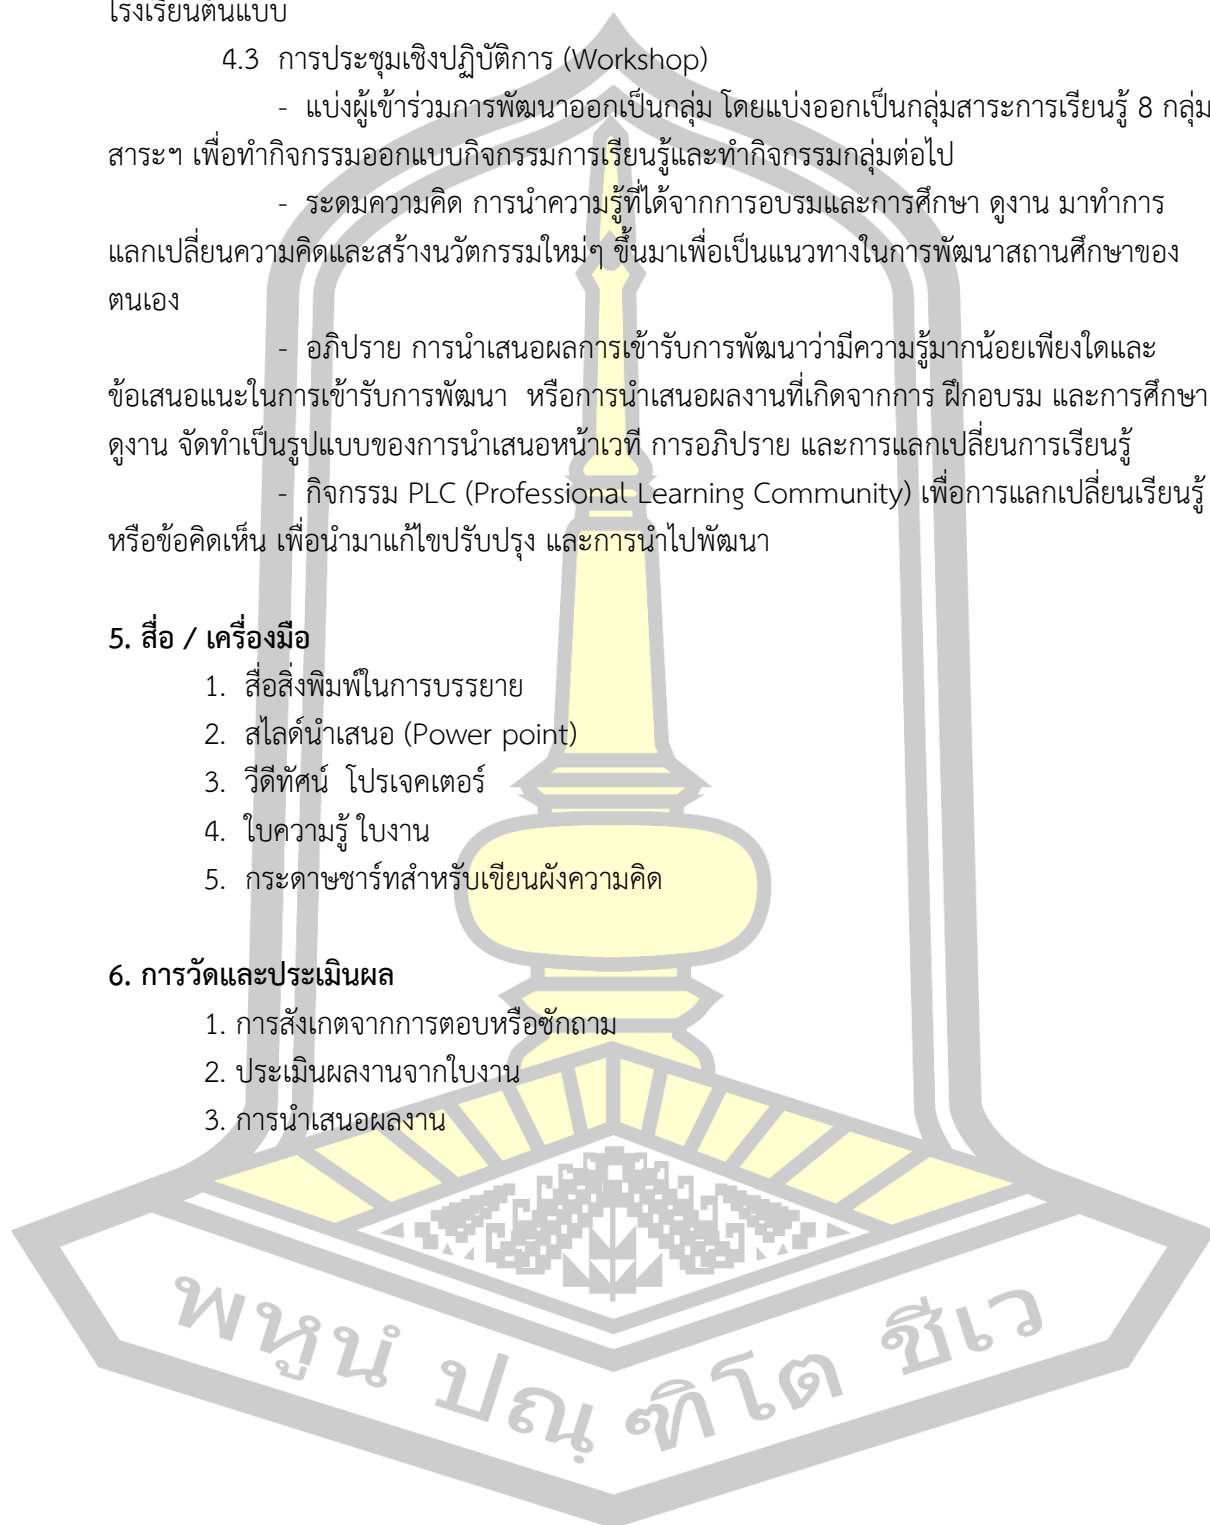 โรงเรียนต้นแบบ
4.3 การประชุมเชิงปฏิบัติการ (Workshop)
- แบ่งผู้เข้าร่วมการพัฒนาออกเป็นกลุ่ม โดยแบ่งออกเป็นกลุ่มสาระการเรียนรู้ 8 กลุ่ม
สาระฯ เพื่อทำกิจกรรมออกแบบกิจกรรมการเรียนรู้และทำกิจกรรมกลุ่มต่อไป
- ระดมความคิด การนำความรู้ที่ได้จากการอบรมและการศึกษา ดูงาน มาทำการ
แลกเปลี่ยนความคิดและสร้างนวัตกรรมใหม่ๆ ขึ้นมาเพื่อเป็นแนวทางในการพัฒนาสถานศึกษาของ
ตนเอง
- อภิปราย การนำเสนอผลการเข้ารับการพัฒนาว่ามีความรู้มากน้อยเพียงใดและ
ข้อเสนอแนะในการเข้ารับการพัฒนา หรือการนำเสนอผลงานที่เกิดจากการ ฝึกอบรม และการศึกษา
ดูงาน จัดทำเป็นรูปแบบของการนำเสนอหน้าเวที การอภิปราย และการแลกเปลี่ยนการเรียนรู้
- กิจกรรม PLC (Professional Learning Community) เพื่อการแลกเปลี่ยนเรียนรู้
หรือข้อคิดเห็น เพื่อนำมาแก้ไขปรับปรุง และการนำไปพัฒนา
5. สื่อ / เครื่องมือ
1. สื่อสิ่งพิมพ์ในการบรรยาย
2. สไลด์นำเสนอ (Power point)
3. วีดีทัศน์ โปรเจคเตอร์
4. ใบความรู้ ใบงาน
5. กระดาษชาร์ทสำหรับเขียนผังความคิด
6. การวัดและประเมินผล
1. การสังเกตจากการตอบหรือซักถาม
2. ประเมินผลงานจากใบงาน
3. การนำเสนอผลงาน
พหูนํ ปณฺฑิโต ชีเว